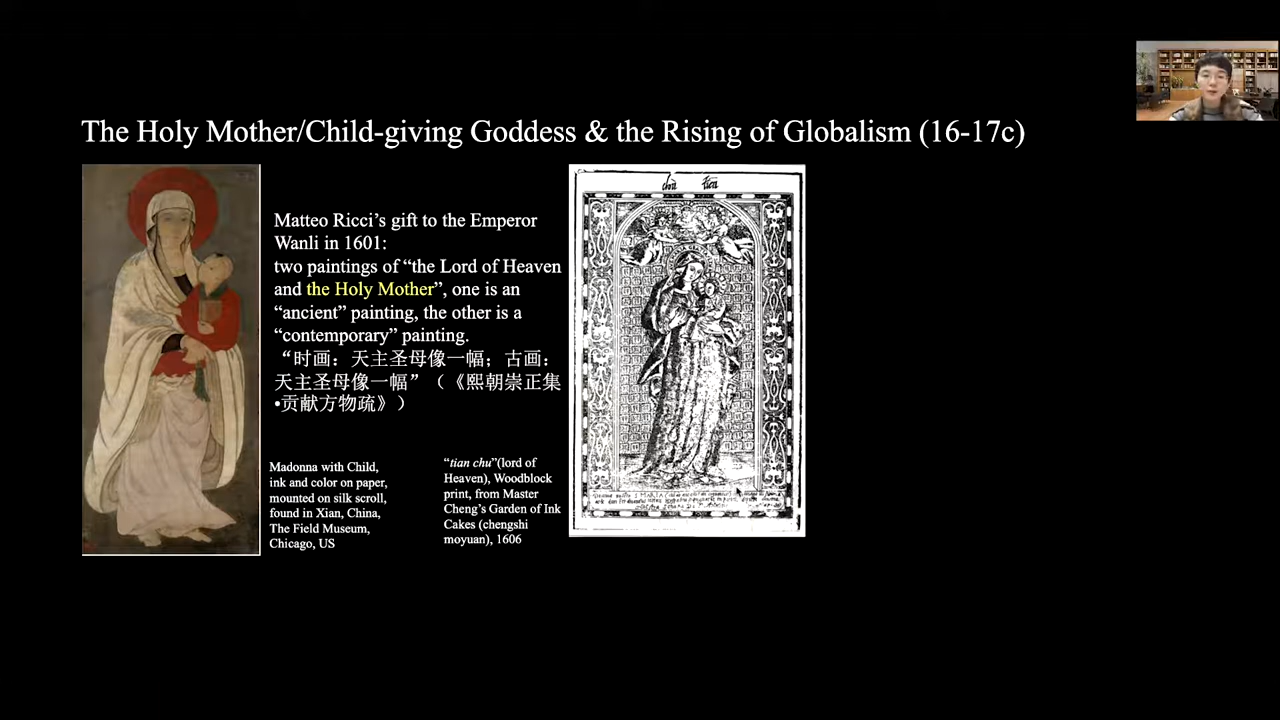 The Holy Mother/Child-giving Goddess & the Rising of Globalism (16-17c)
Matteo Ricci's gift to the Emperor
Wanli in 1601:
two paintings of “the Lord of Heaven
and the Holy Mother”, one is an
“ancient” painting, the other is a
“contemporary” painting.
“时画：天主圣母像一幅；古画：
天主圣母像一幅”（《熙朝崇正集
•贡献方物疏》）
Madonna with Child,
ink and color on paper,
mounted on silk scroll,
found in Xian, China,
The Field Museum,
Chicago, US
“tian chu”(lord of
Heaven), Woodblock
print, from Master
Cheng's Garden of Ink
Cakes (chengshi
moyuan), 1606